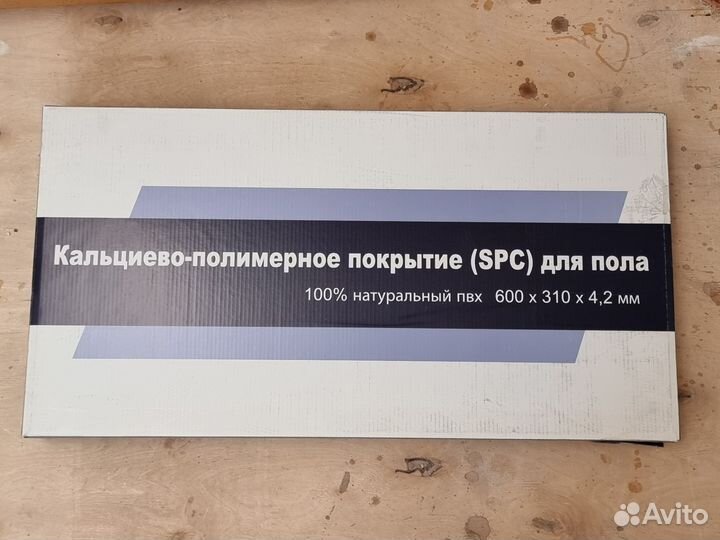 Кальциево-полимерное покрытие (SPC) для пола
100% натуральный пвх 600 x 310 x 4,2 мм
Avito